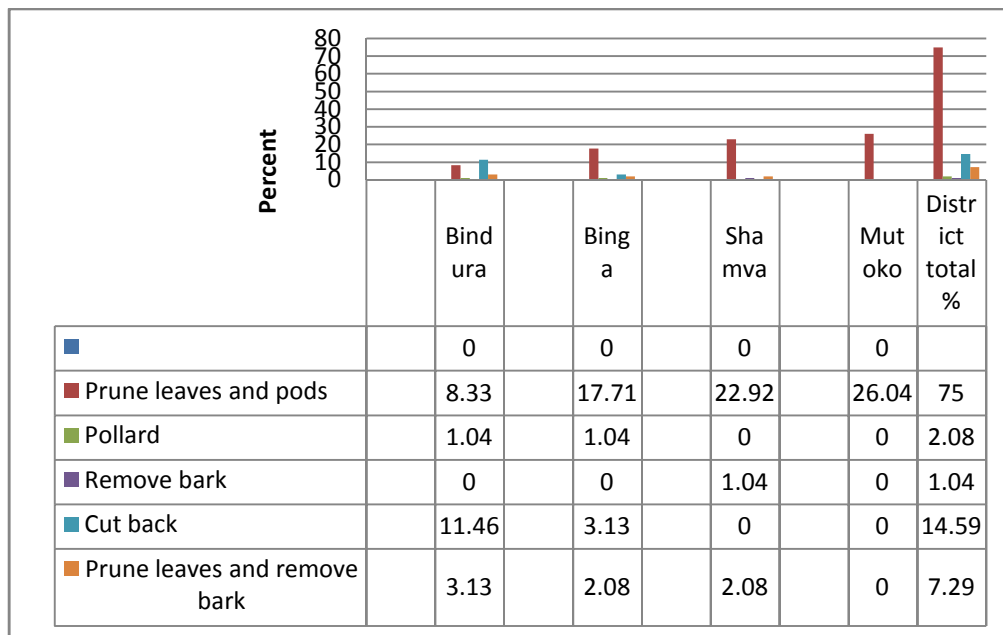 80
70
60
50
40
30
20
10
0
Percent
Bind
ura
Bing
a
Sha
mva
Mut
oko
Distr
ict
total
%
0 0 0 0
Prune leaves and pods 8.33 17.71 22.92 26.04 75
Pollard 1.04 1.04 0 0 2.08
Remove bark 0 0 1.04 0 1.04
Cut back 11.46 3.13 0 0 14.59
Prune leaves and remove
bark 3.13 2.08 2.08 0 7.29